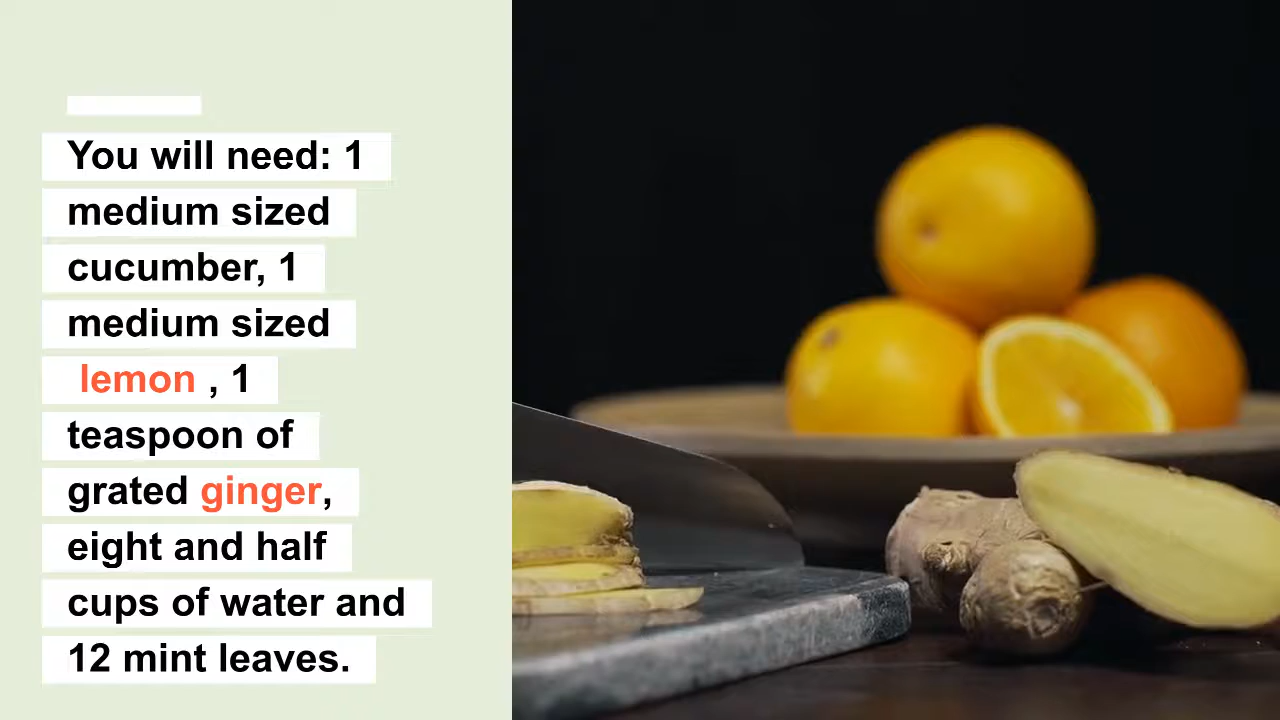 You will need: 1
medium sized
cucumber, 1
medium sized
lemon , 1
teaspoon of
grated ginger,
eight and half
cups of water and
12 mint leaves.